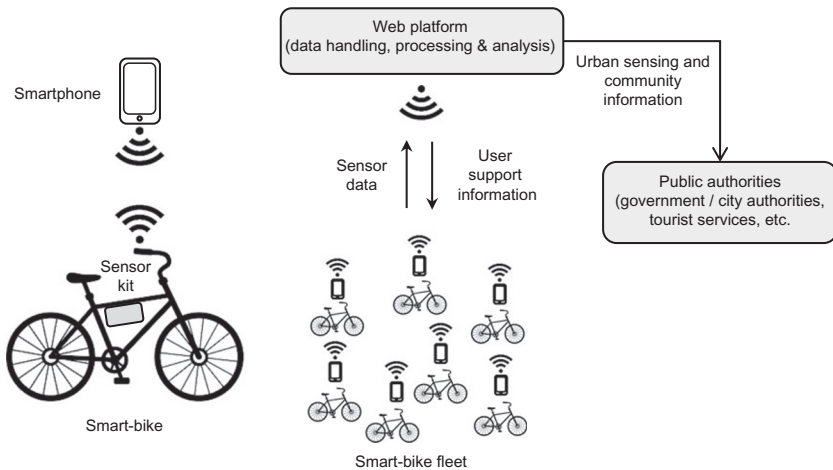 Web platform
(data handling, processing & analysis)
Smartphone
Urban sensing and
community
information
Sensor
data
User
support
information
Public authorities
(government / city authorities,
tourist services, etc.
Sensor
kit
Smart-bike
Smart-bike fleet